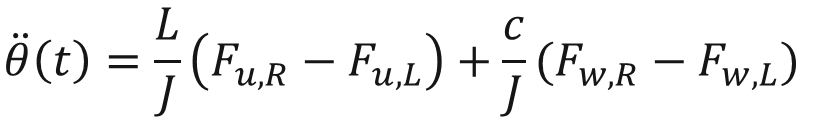 θ̈(t) = L/J (F_{u,R} − F_{u,L}) + c/J (F_{w,R} − F_{w,L})